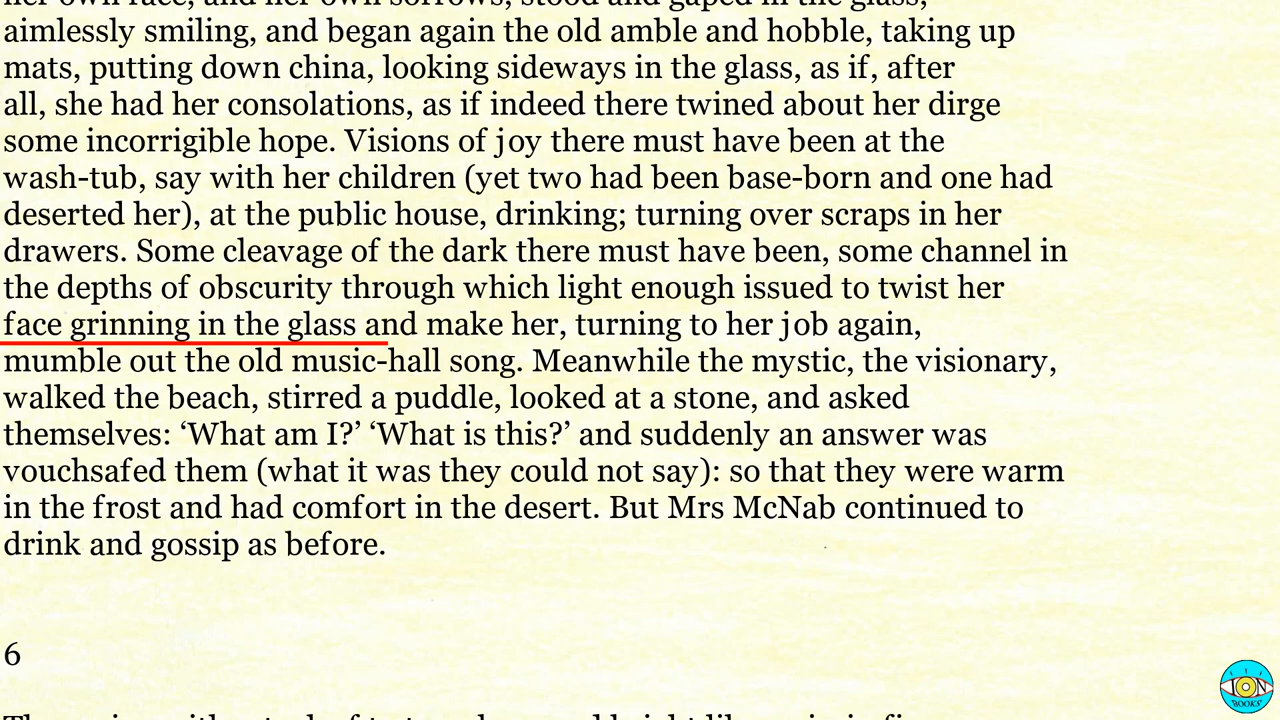 her own face, and her own sorrows, stood and gaped in the glass,
aimlessly smiling, and began again the old amble and hobble, taking up
mats, putting down china, looking sideways in the glass, as if, after
all, she had her consolations, as if indeed there twined about her dirge
some incorrigible hope. Visions of joy there must have been at the
wash-tub, say with her children (yet two had been base-born and one had
deserted her), at the public house, drinking; turning over scraps in her
drawers. Some cleavage of the dark there must have been, some channel in
the depths of obscurity through which light enough issued to twist her
face grinning in the glass and make her, turning to her job again,
mumble out the old music-hall song. Meanwhile the mystic, the visionary,
walked the beach, stirred a puddle, looked at a stone, and asked
themselves: ‘What am I?’ ‘What is this?’ and suddenly an answer was
vouchsafed them (what it was they could not say): so that they were warm
in the frost and had comfort in the desert. But Mrs McNab continued to
drink and gossip as before.
6
ION
BOOKS